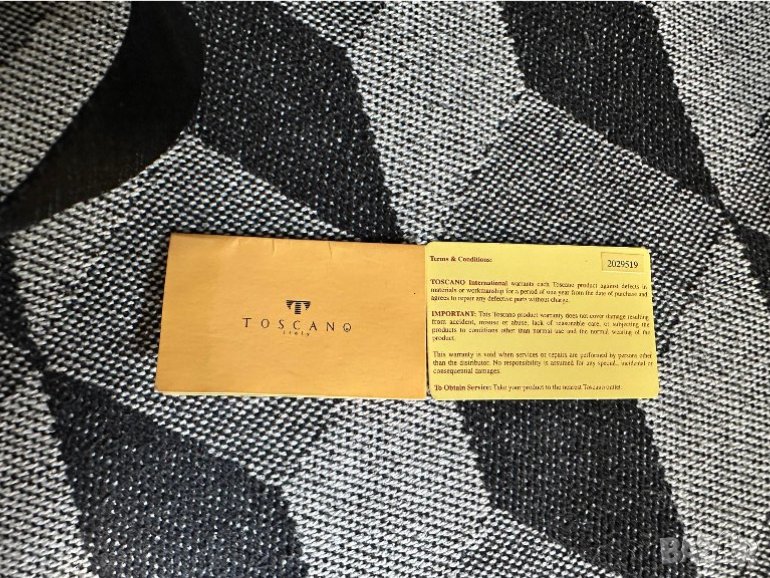 TOSCANO
italy
Terms & Conditions:
2029519
TOSCANO International warrants each Toscano product against defects in
materials or workmanship for a period of one year from the date of purchase and
agrees to repair any defective parts without charge.
IMPORTANT: This Toscano product warranty does not cover damage resulting
from accident, misuse or abuse, lack of reasonable care, or subjecting the
products to conditions other than normal use and the normal wearing of the
product.
This warranty is void when services or repairs are performed by persons other
than the distributor. No responsibility is assumed for any special, incidental or
consequential damages.
To Obtain Service: Take your product to the nearest Toscano outlet.